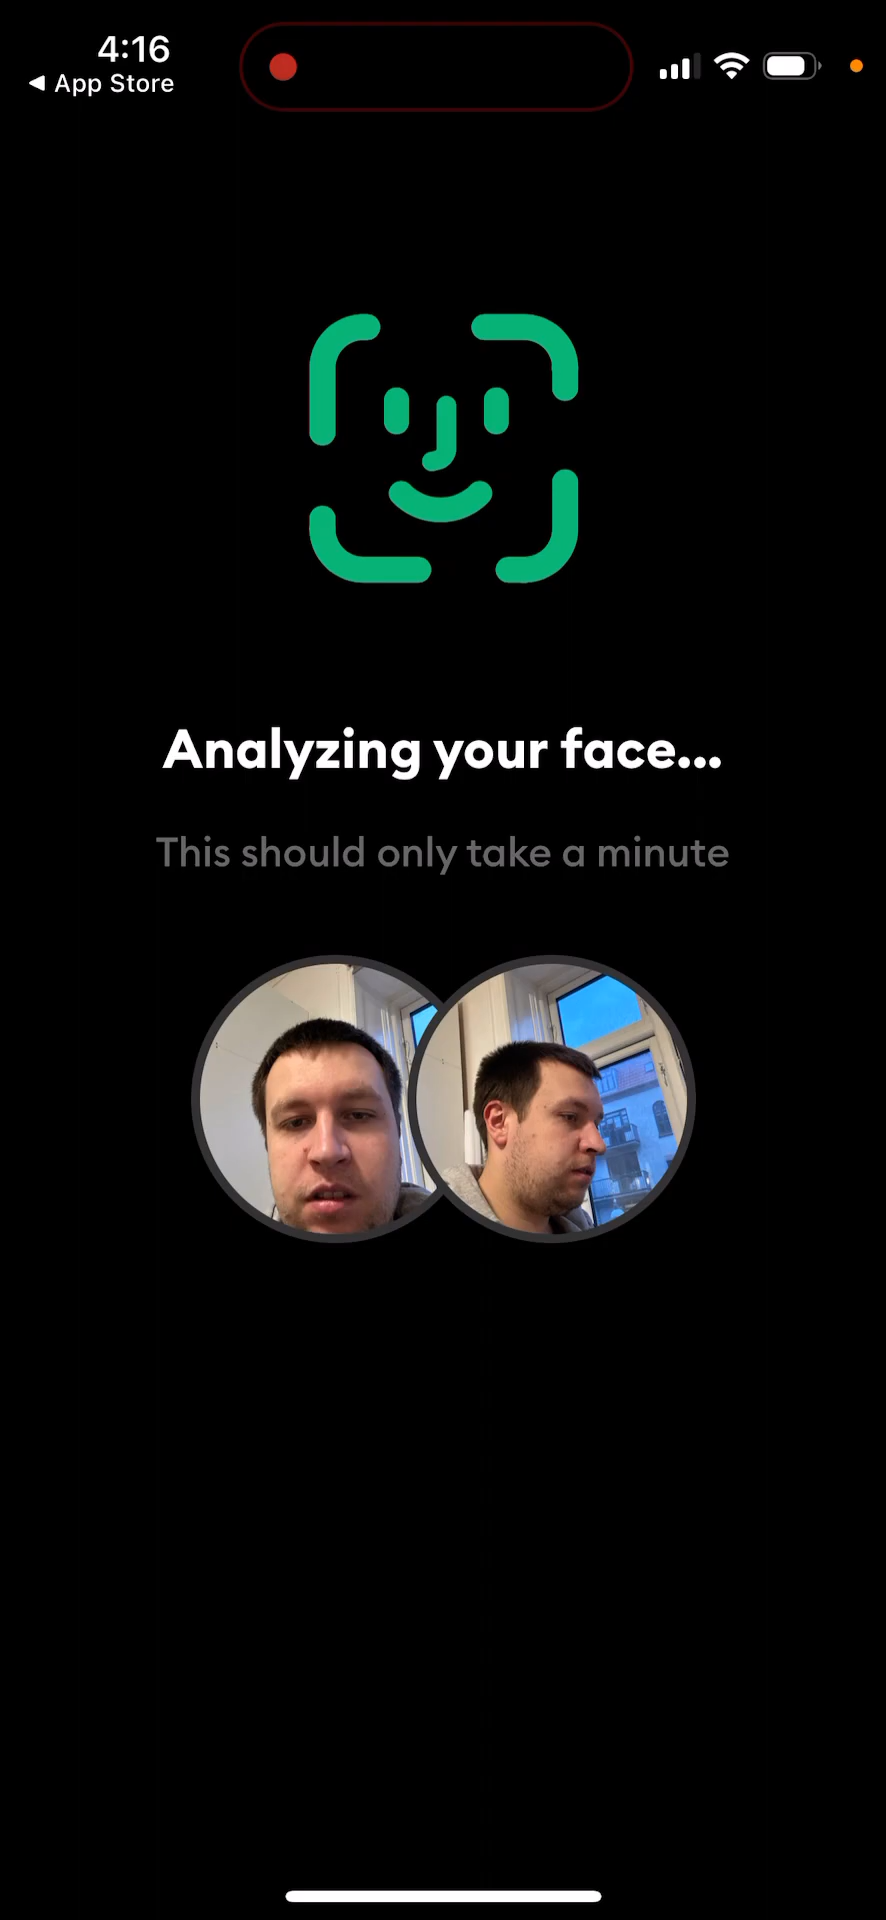 4:16
◀ App Store
Analyzing your face...
This should only take a minute